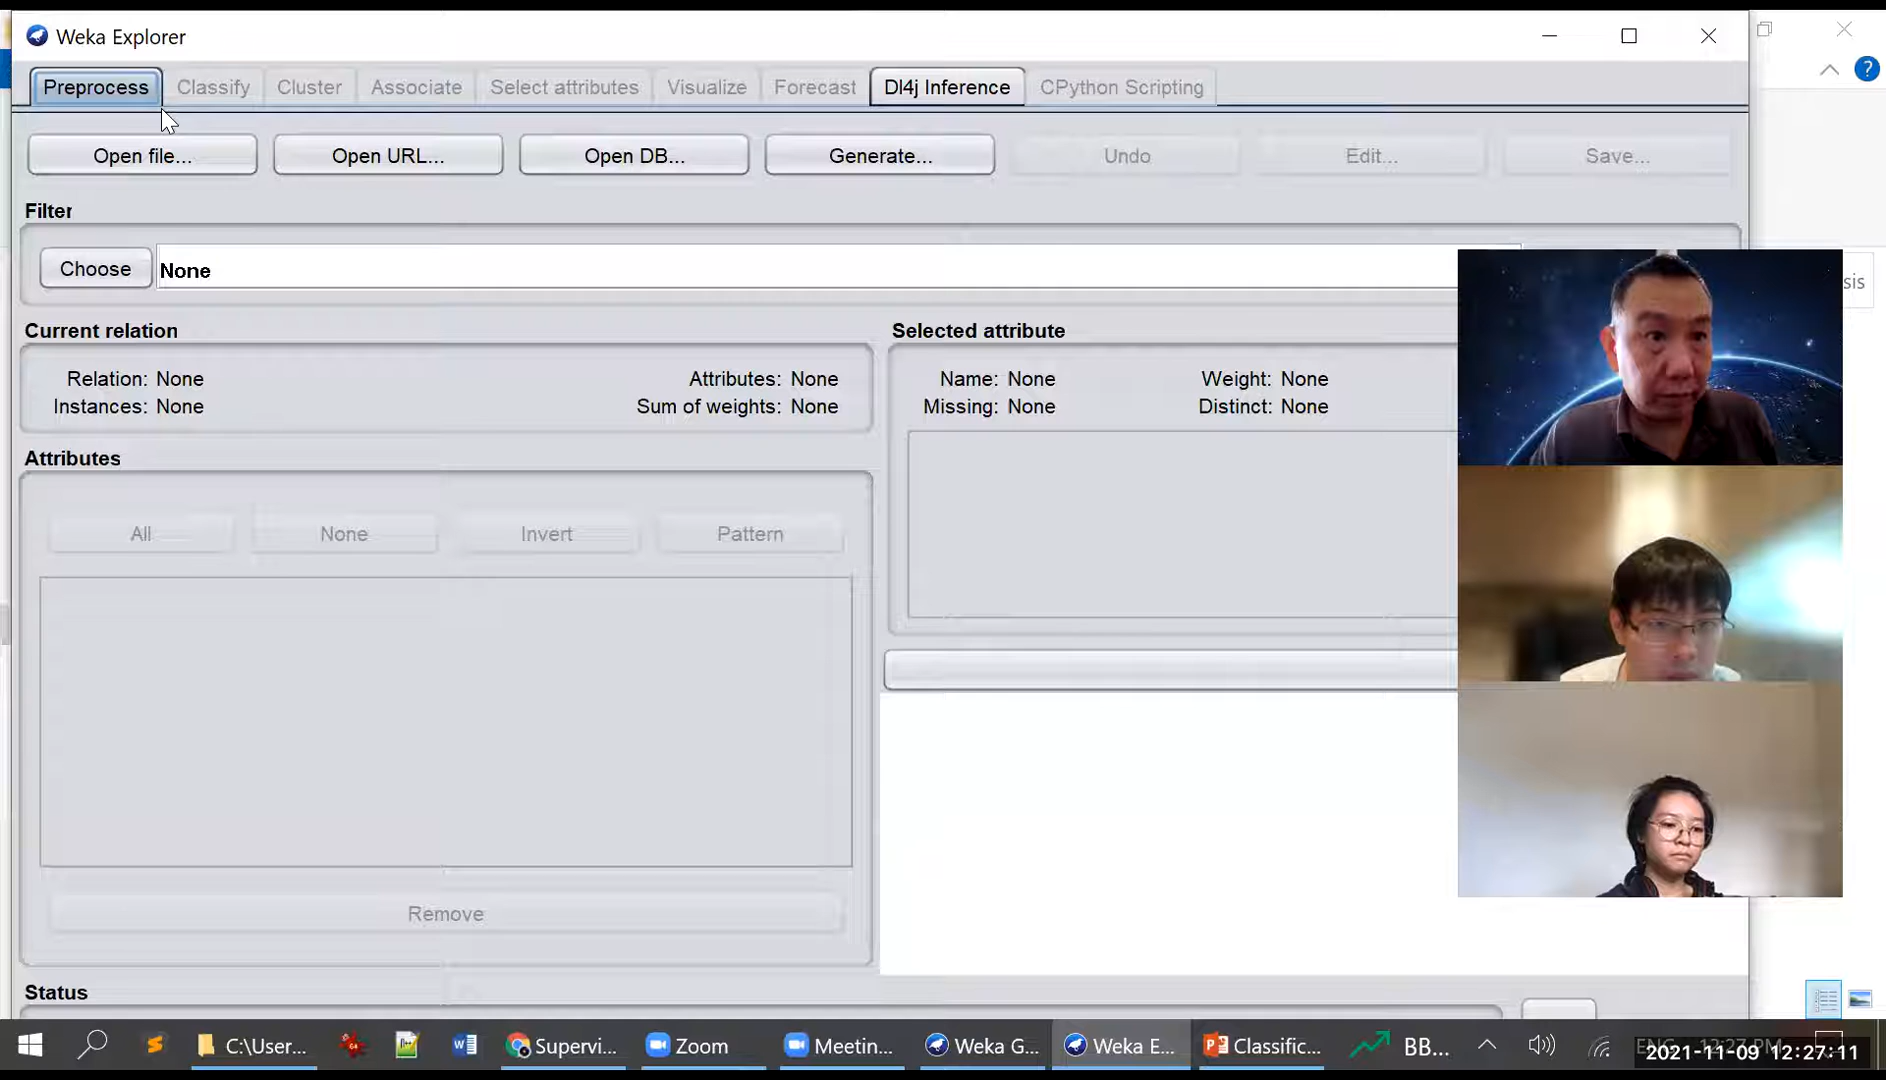 Weka Explorer
Preprocess Classify Cluster Associate Select attributes Visualize Forecast Dl4j Inference CPython Scripting
Open file... Open URL... Open DB... Generate... Undo Edit... Save...
Filter
Choose None
sis
Current relation
Relation: None Attributes: None
Instances: None Sum of weights: None
Selected attribute
Name: None Weight: None
Missing: None Distinct: None
Attributes
All None Invert Pattern
Remove
Status
C:\User... Supervi... Zoom Meetin... Weka G... Weka E... Classific... BB...
2021-11-09 12:27:11